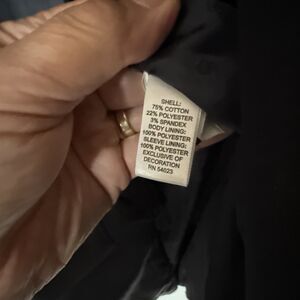 SHELL:
75% COTTON
22% POLYESTER
3% SPANDEX
BODY LINING:
100% POLYESTER
SLEEVE LINING:
100% POLYESTER
EXCLUSIVE OF
DECORATION
RN 54023